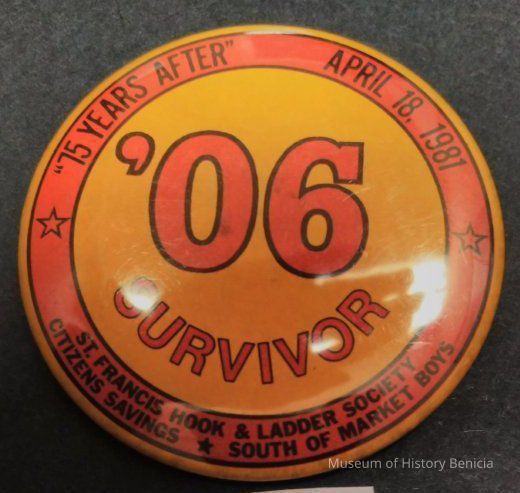 "75 YEARS AFTER"
APRIL 18, 1981
'06
SURVIVOR
ST. FRANCIS HOOK & LADDER SOCIETY
CITIZENS SAVINGS ★ SOUTH OF MARKET BOYS
Museum of History Benicia